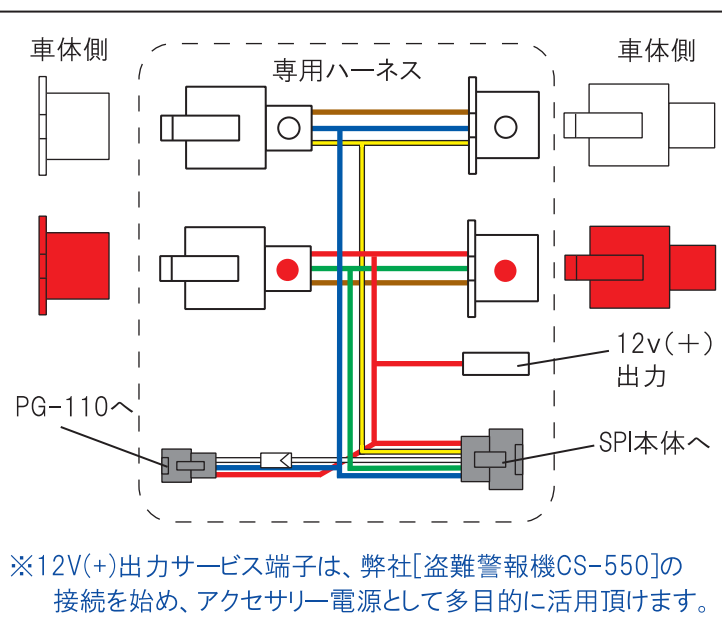 車体側
専用ハーネス
車体側
12v(+)
出力
PG-110へ
SPI本体へ
※12V(+)出力サービス端子は、弊社[盗難警報機CS-550]の
接続を始め、アクセサリー電源として多目的に活用頂けます。